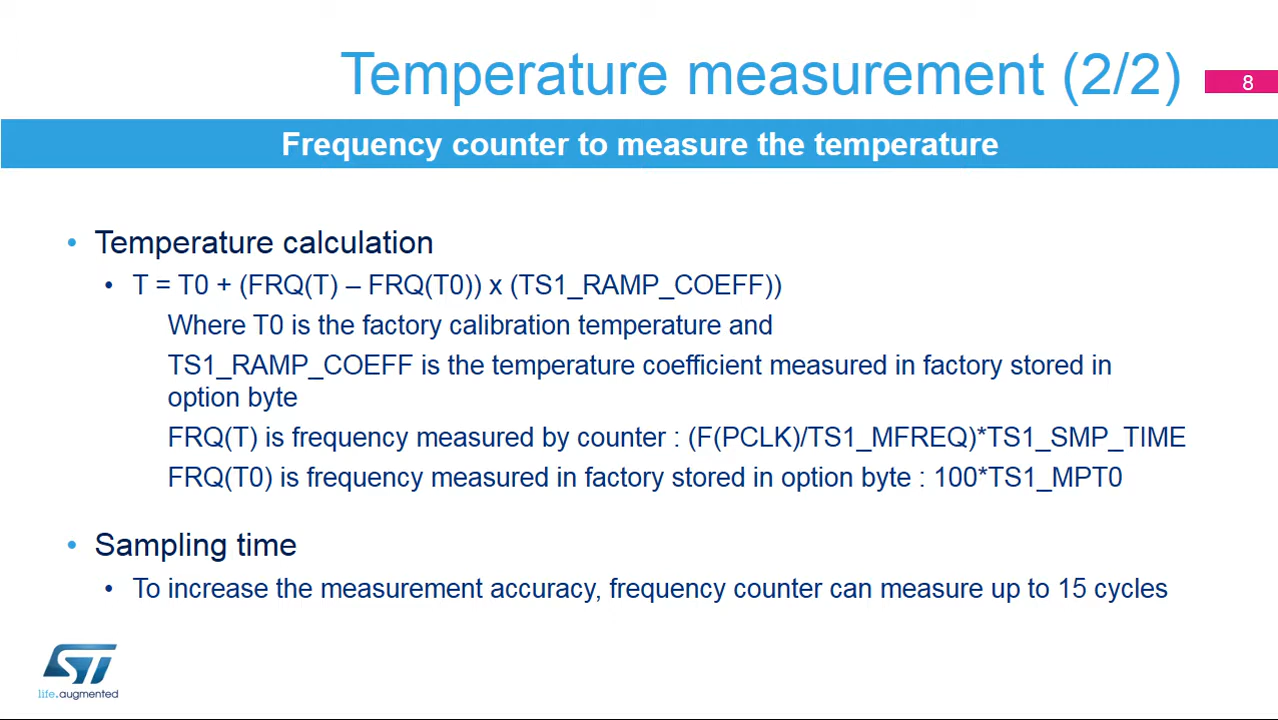 Temperature measurement (2/2)
8
Frequency counter to measure the temperature
• Temperature calculation
• T = T0 + (FRQ(T) – FRQ(T0)) x (TS1_RAMP_COEFF))
Where T0 is the factory calibration temperature and
TS1_RAMP_COEFF is the temperature coefficient measured in factory stored in
option byte
FRQ(T) is frequency measured by counter : (F(PCLK)/TS1_MFREQ)*TS1_SMP_TIME
FRQ(T0) is frequency measured in factory stored in option byte : 100*TS1_MPT0
• Sampling time
• To increase the measurement accuracy, frequency counter can measure up to 15 cycles
ST
life.augmented